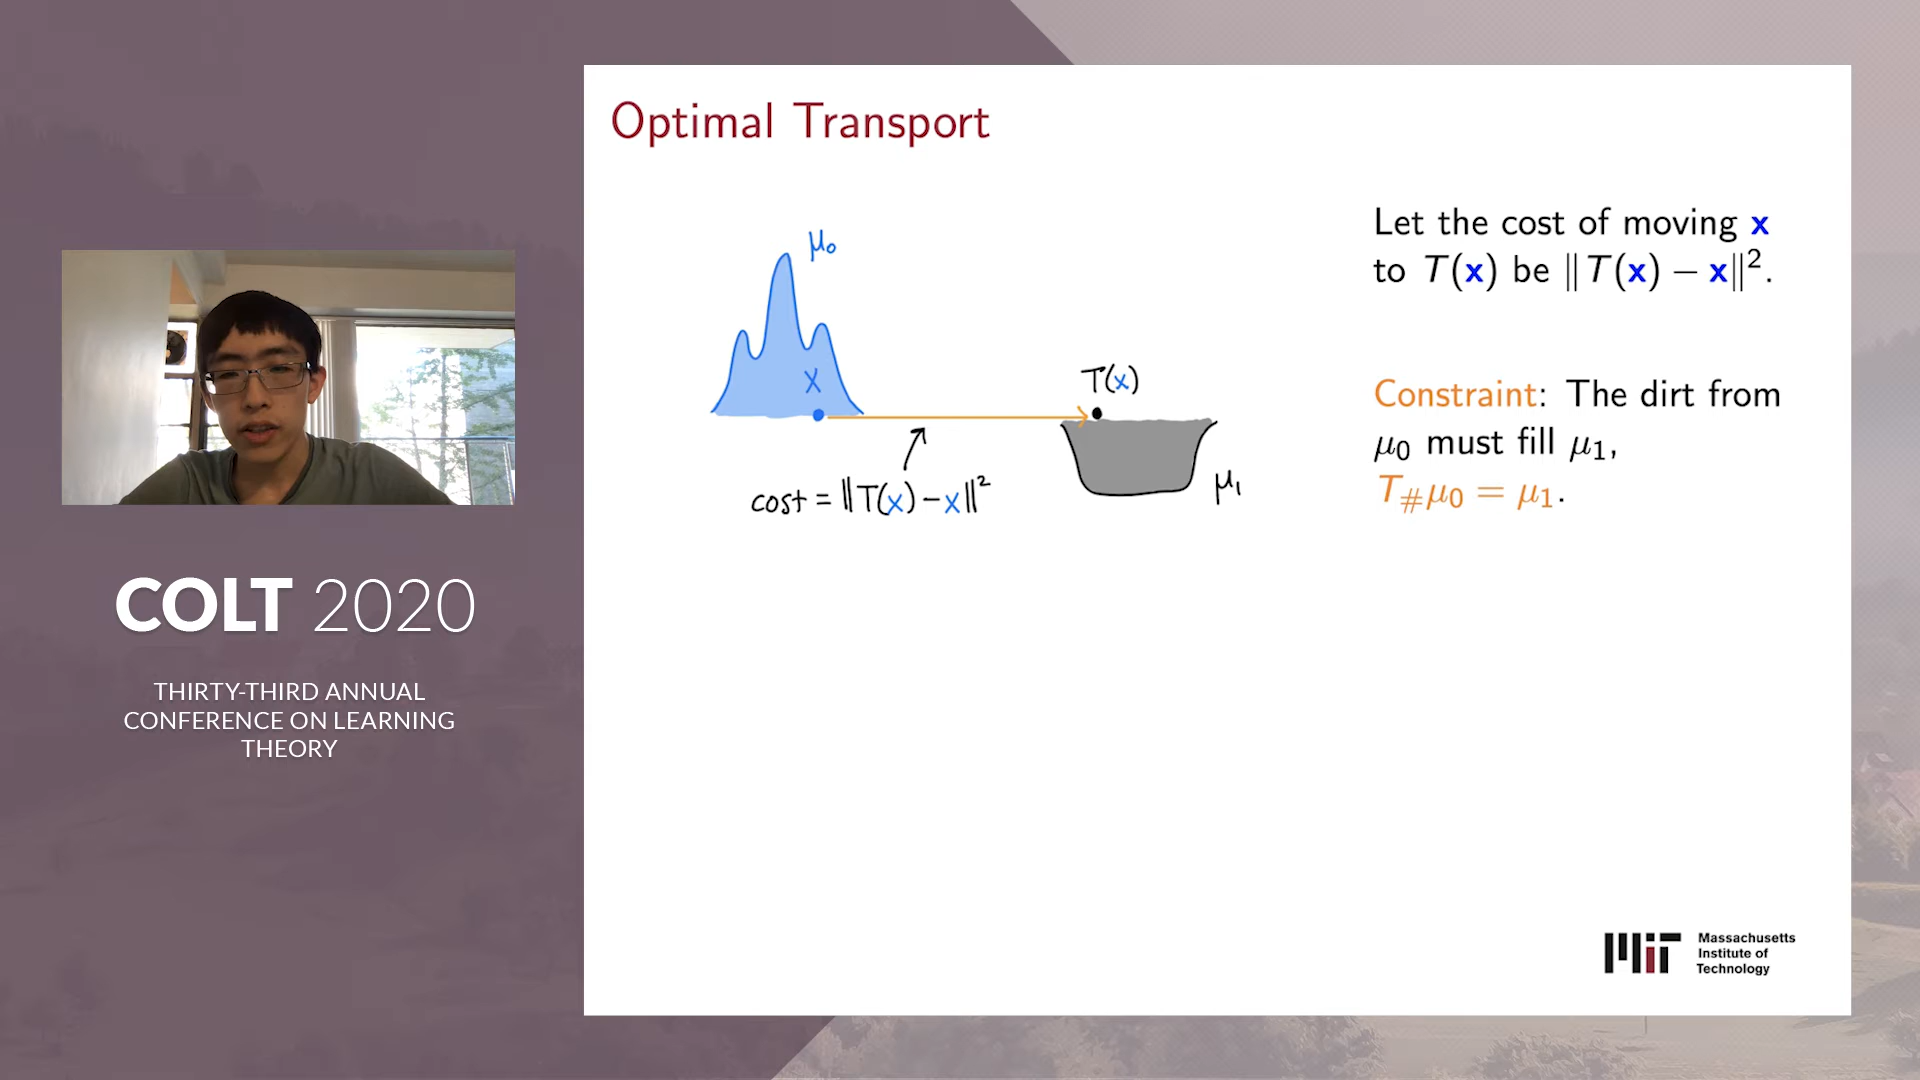 COLT 2020
THIRTY-THIRD ANNUAL
CONFERENCE ON LEARNING
THEORY
Optimal Transport
μ₀
x
T(x)
cost = ‖T(x) − x‖²
μ₁
Let the cost of moving x
to T(x) be ‖T(x) − x‖².
Constraint: The dirt from
μ₀ must fill μ₁,
T#μ₀ = μ₁.
MIT
Massachusetts
Institute of
Technology